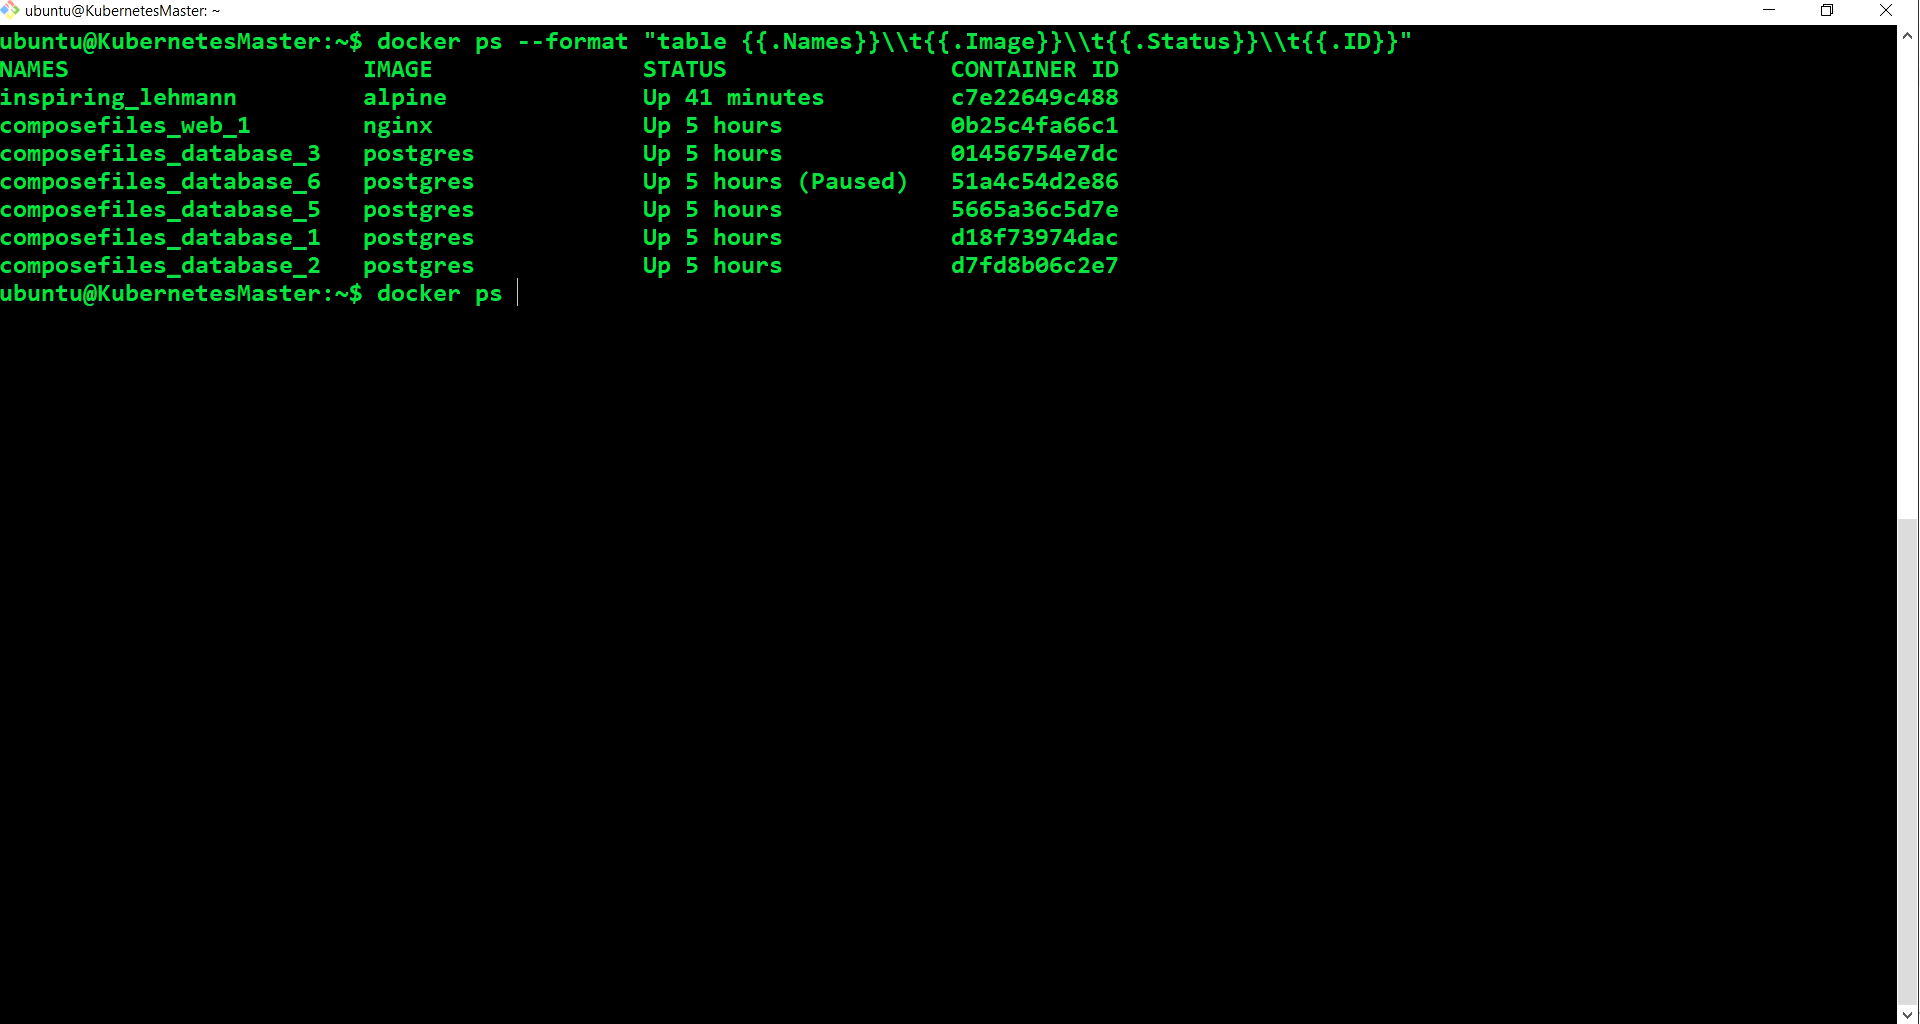 ubuntu@KubernetesMaster: ~
ubuntu@KubernetesMaster:~$ docker ps --format "table {{.Names}}\\t{{.Image}}\\t{{.Status}}\\t{{.ID}}"
NAMES                     IMAGE               STATUS                CONTAINER ID
inspiring_lehmann         alpine              Up 41 minutes         c7e22649c488
composefiles_web_1        nginx               Up 5 hours            0b25c4fa66c1
composefiles_database_3   postgres            Up 5 hours            01456754e7dc
composefiles_database_6   postgres            Up 5 hours (Paused)   51a4c54d2e86
composefiles_database_5   postgres            Up 5 hours            5665a36c5d7e
composefiles_database_1   postgres            Up 5 hours            d18f73974dac
composefiles_database_2   postgres            Up 5 hours            d7fd8b06c2e7
ubuntu@KubernetesMaster:~$ docker ps